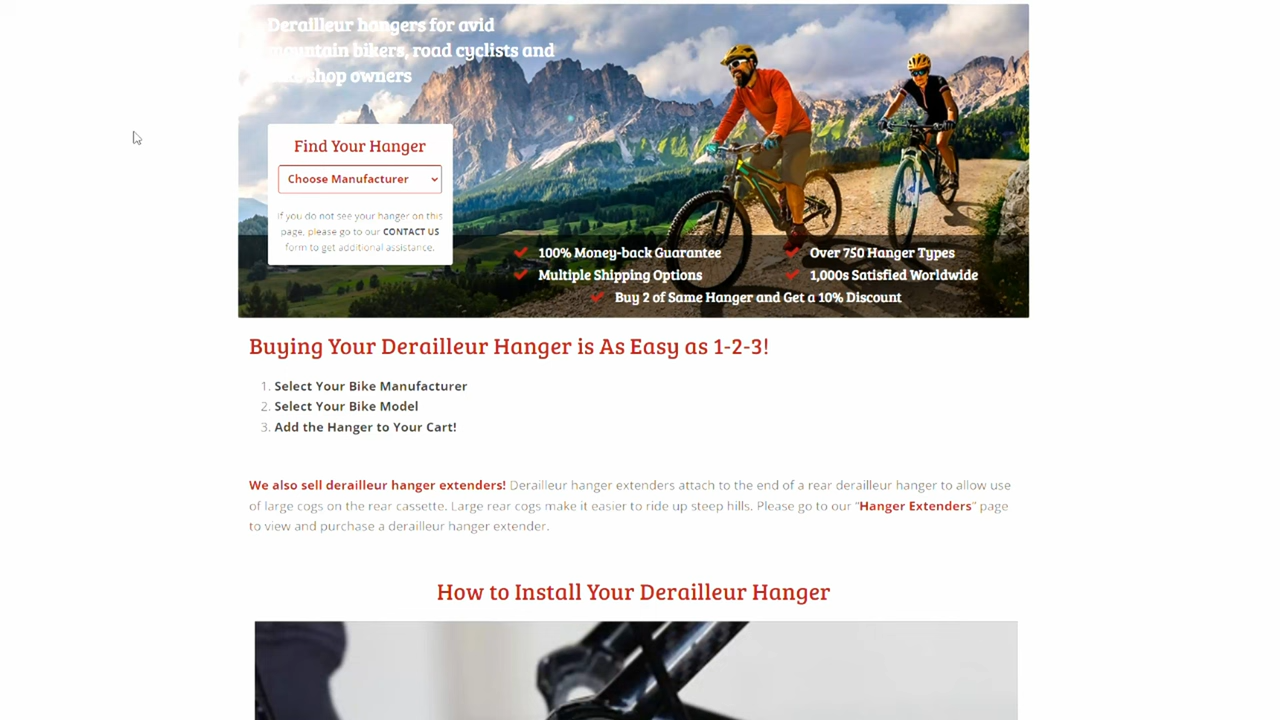 Derailleur hangers for avid
mountain bikers, road cyclists and
shop owners
Find Your Hanger
Choose Manufacturer
If you do not see your hanger on this
page, please go to our CONTACT US
form to get additional assistance.
100% Money-back Guarantee
Over 750 Hanger Types
Multiple Shipping Options
1,000s Satisfied Worldwide
Buy 2 of Same Hanger and Get a 10% Discount
Buying Your Derailleur Hanger is As Easy as 1-2-3!
1. Select Your Bike Manufacturer
2. Select Your Bike Model
3. Add the Hanger to Your Cart!
We also sell derailleur hanger extenders! Derailleur hanger extenders attach to the end of a rear derailleur hanger to allow use
of large cogs on the rear cassette. Large rear cogs make it easier to ride up steep hills. Please go to our “Hanger Extenders” page
to view and purchase a derailleur hanger extender.
How to Install Your Derailleur Hanger